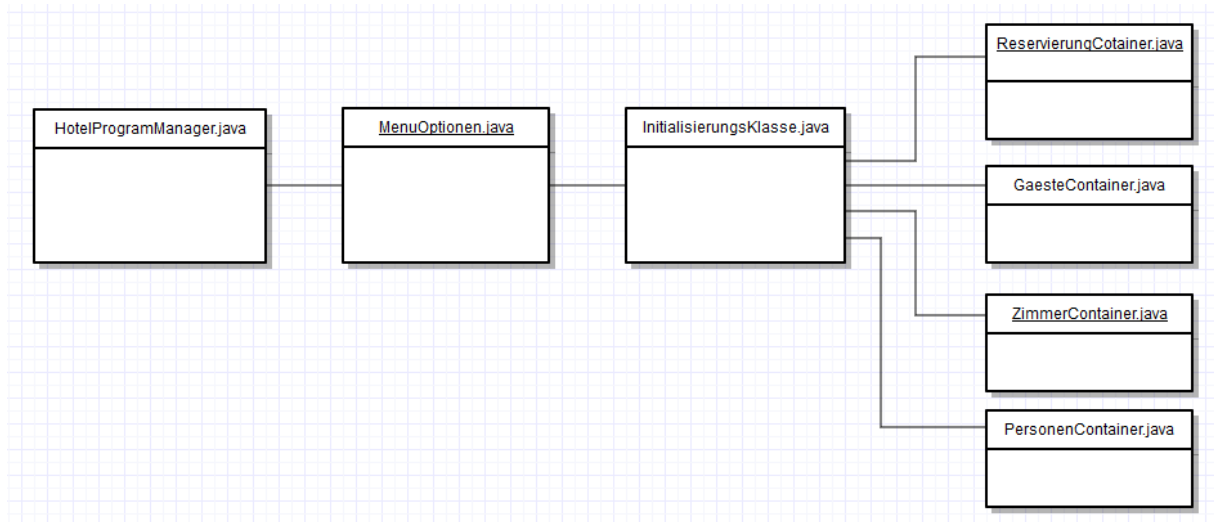 HotelProgramManager.java
MenuOptionen.java
InitialisierungsKlasse.java
ReservierungCotainer.java
GaesteContainer.java
ZimmerContainer.java
PersonenContainer.java